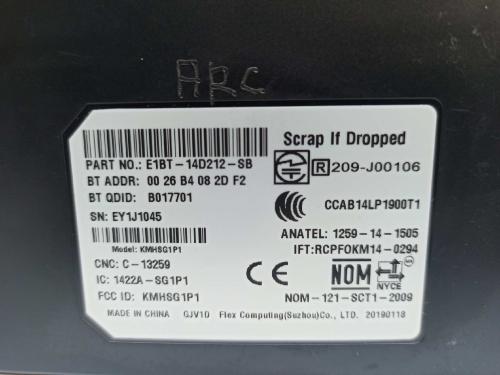 ARC
Scrap If Dropped
PART NO.: E1BT-14D212-SB
R 209-J00106
BT ADDR: 00 26 B4 08 2D F2
BT QDID: B017701
CCAB14LP1900T1
SN: EY1J1045
ANATEL: 1259-14-1505
IFT:RCPFOKM14-0294
Model: KMHSG1P1
CNC: C-13259
IC: 1422A-SG1P1
CE
NOM
NYCE
FCC ID: KMHSG1P1
NOM-121-SCT1-2009
MADE IN CHINA GJV10 Flex Computing(Suzhou)Co., LTD. 20190118